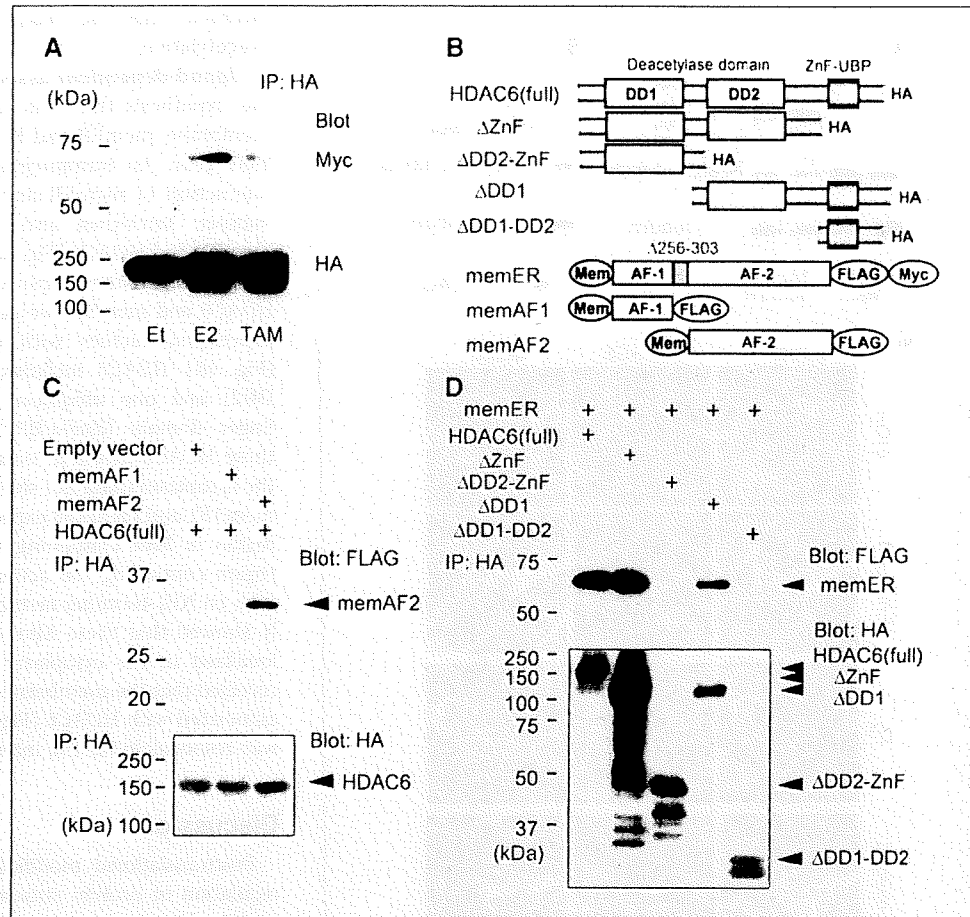 A
IP: HA
(kDa)
Blot
75
Myc
50
250
HA
150
100
Et E2 TAM
B
Deacetylase domain ZnF-UBP
HDAC6(full) DD1 DD2 HA
ΔZnF HA
ΔDD2-ZnF HA
ΔDD1 HA
ΔDD1-DD2 HA
Δ256-303
memER Mem AF-1 AF-2 FLAG Myc
memAF1 Mem AF-1 FLAG
memAF2 Mem AF-2 FLAG
C
Empty vector +
memAF1 +
memAF2 +
HDAC6(full) + + +
IP: HA Blot: FLAG
37
memAF2
25
20
IP: HA Blot: HA
250
150 HDAC6
(kDa) 100
D
memER + + + + +
HDAC6(full) +
ΔZnF +
ΔDD2-ZnF +
ΔDD1 +
ΔDD1-DD2 +
IP: HA 75 Blot: FLAG
memER
50
Blot: HA
250 HDAC6(full)
150 ΔZnF
100 ΔDD1
75
50 ΔDD2-ZnF
37
(kDa)
ΔDD1-DD2